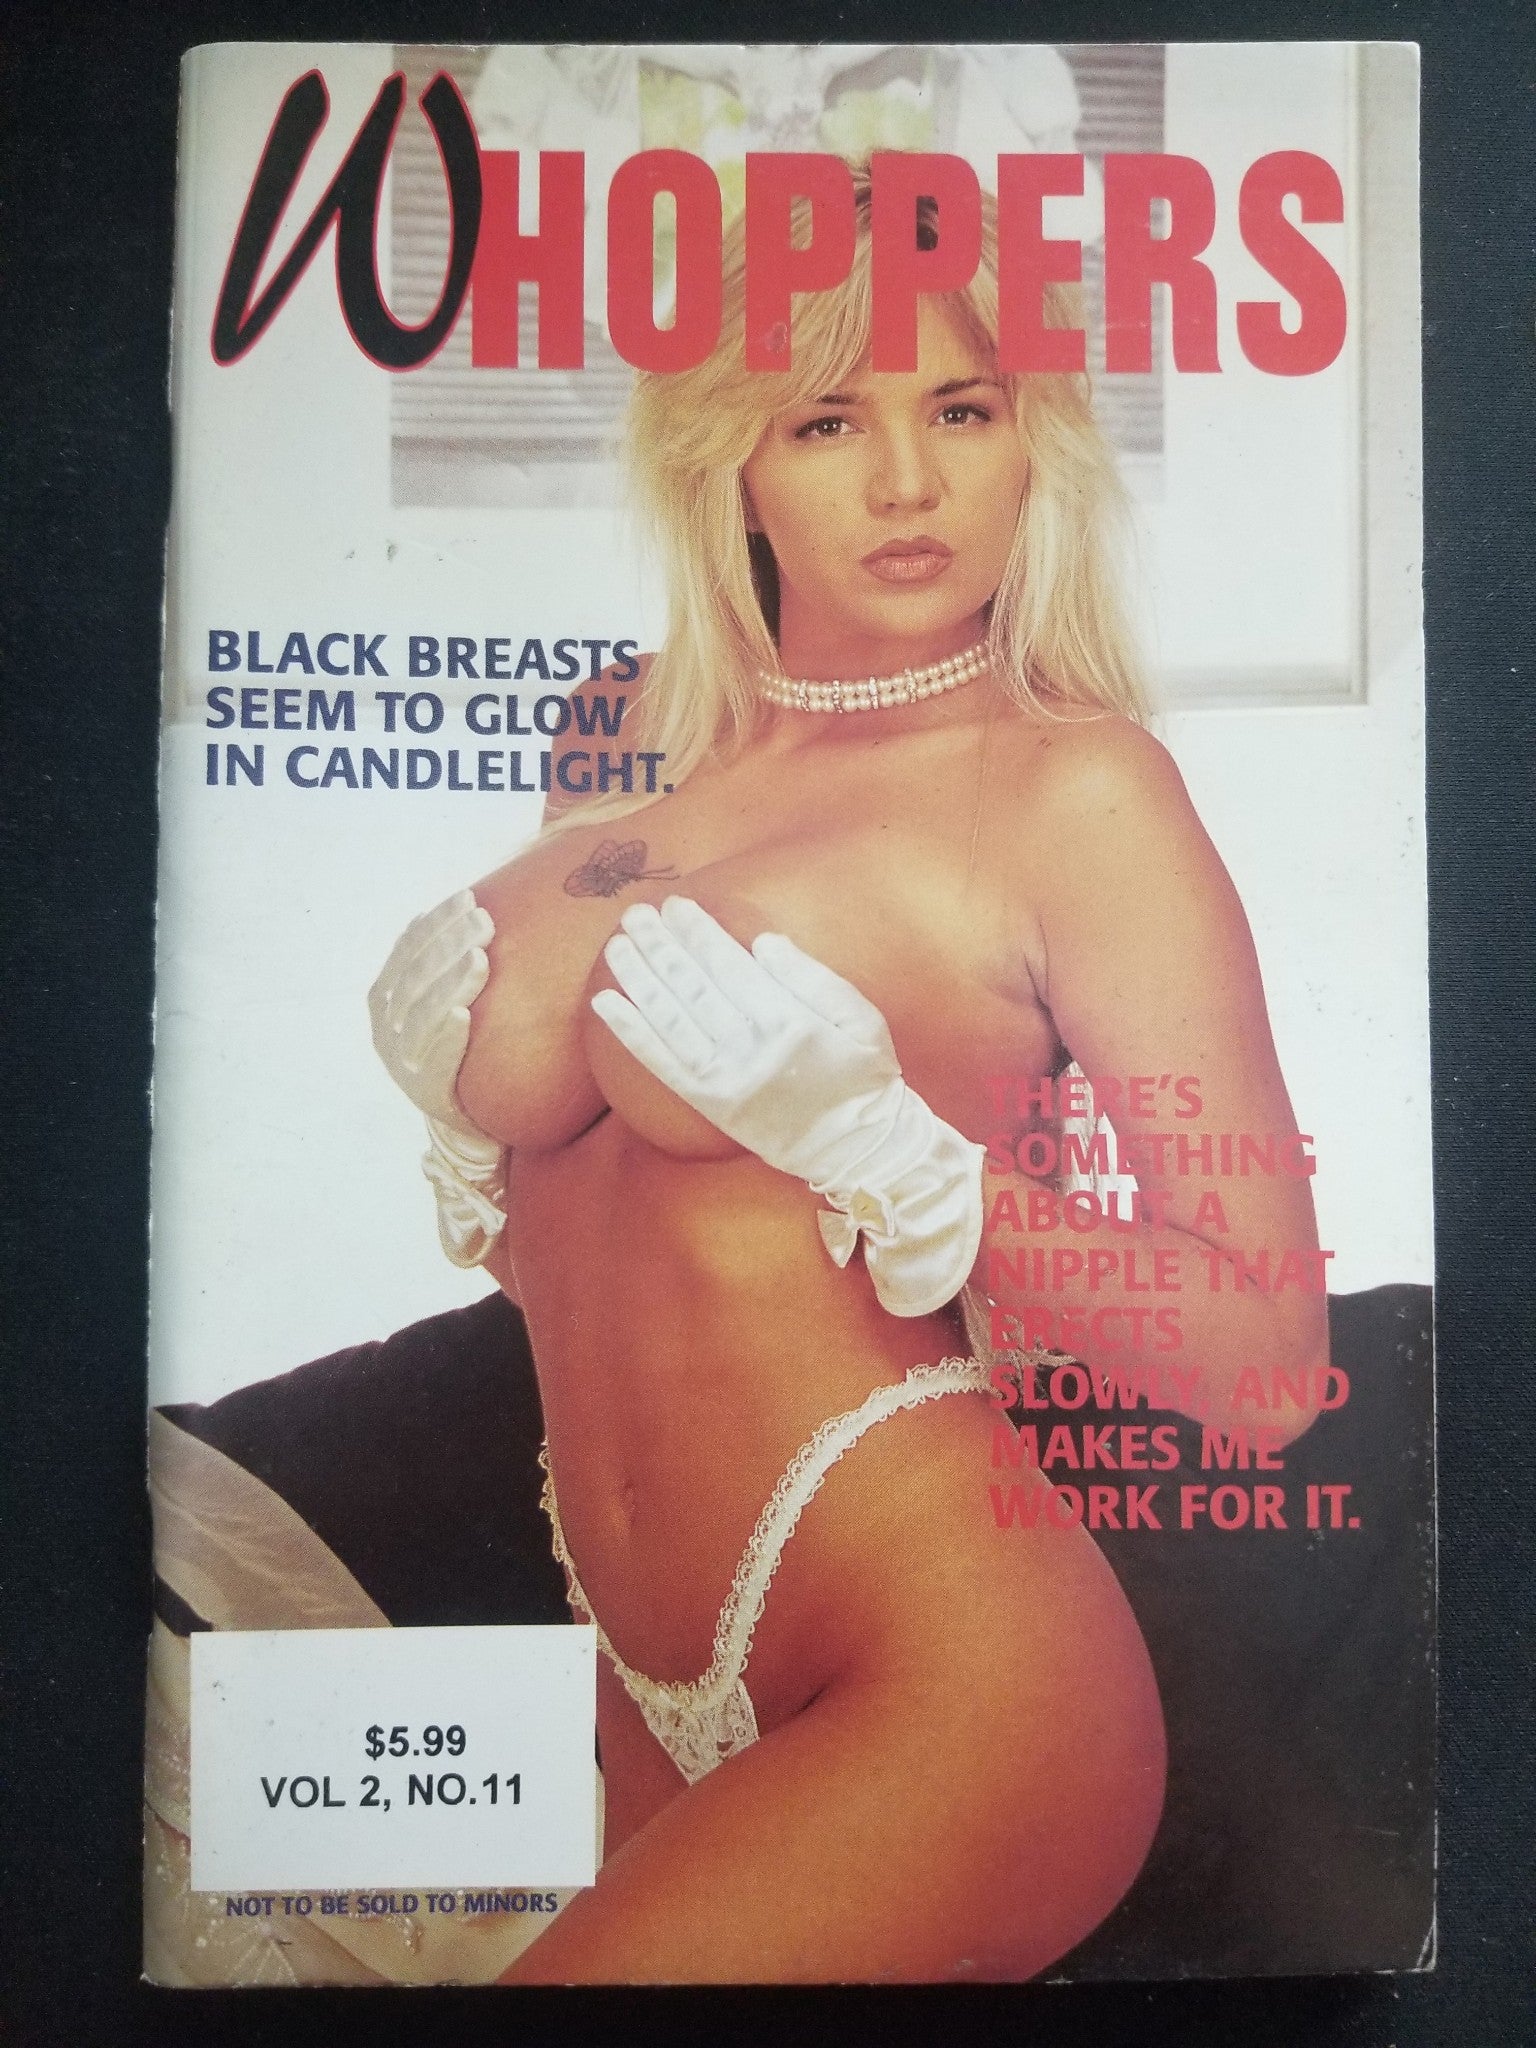 WHOPPERS
BLACK BREASTS
SEEM TO GLOW
IN CANDLELIGHT.
THERE'S
SOMETHING
ABOUT A
NIPPLE THAT
ERECTS
SLOWLY, AND
MAKES ME
WORK FOR IT.
$5.99
VOL 2, NO.11
NOT TO BE SOLD TO MINORS